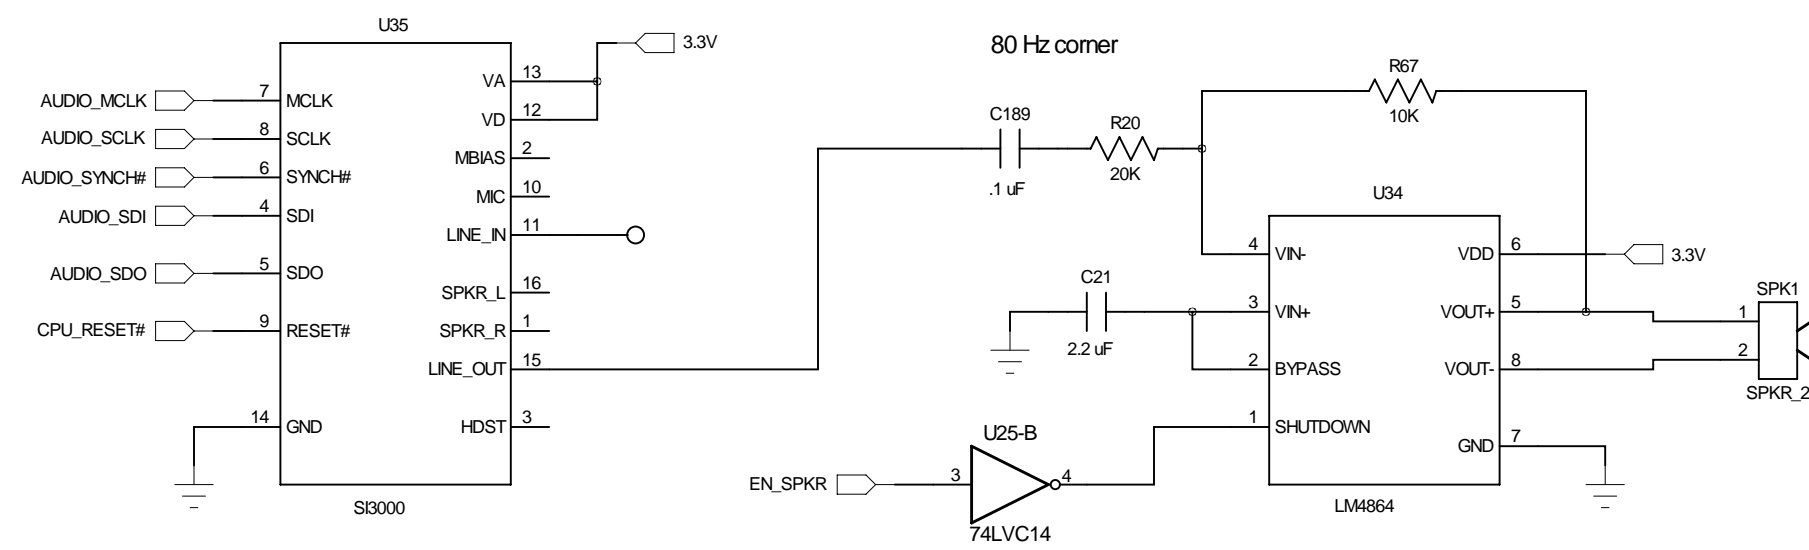 U35
3.3V
13
VA
12
VD
2
MBIAS
10
MIC
11
LINE_IN
16
SPKR_L
1
SPKR_R
15
LINE_OUT
3
HDST
AUDIO_MCLK
7
MCLK
AUDIO_SCLK
8
SCLK
AUDIO_SYNCH#
6
SYNCH#
AUDIO_SDI
4
SDI
AUDIO_SDO
5
SDO
CPU_RESET#
9
RESET#
14
GND
SI3000
80 Hz corner
C189
.1 uF
R20
20K
R67
10K
C21
2.2 uF
U34
4
VIN-
3
VIN+
2
BYPASS
1
SHUTDOWN
VDD
6
3.3V
VOUT+
5
VOUT-
8
GND
7
LM4864
EN_SPKR
3
U25-B
4
74LVC14
SPK1
1
2
SPKR_2